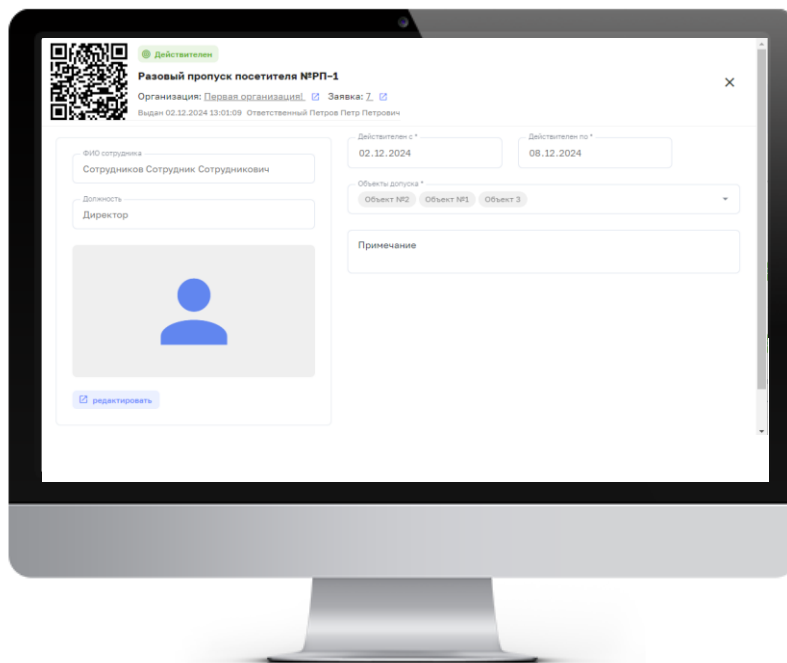 Действителен
Разовый пропуск посетителя №РП-1
Организация: Первая организация! Заявка: 7
Выдан 02.12.2024 13:01:09 Ответственный Петров Петр Петрович
ФИО сотрудника
Сотрудников Сотрудник Сотрудникович
Должность
Директор
редактировать
Действителен с *
02.12.2024
Действителен по *
08.12.2024
Объекты допуска *
Объект №2 Объект №1 Объект 3
Примечание